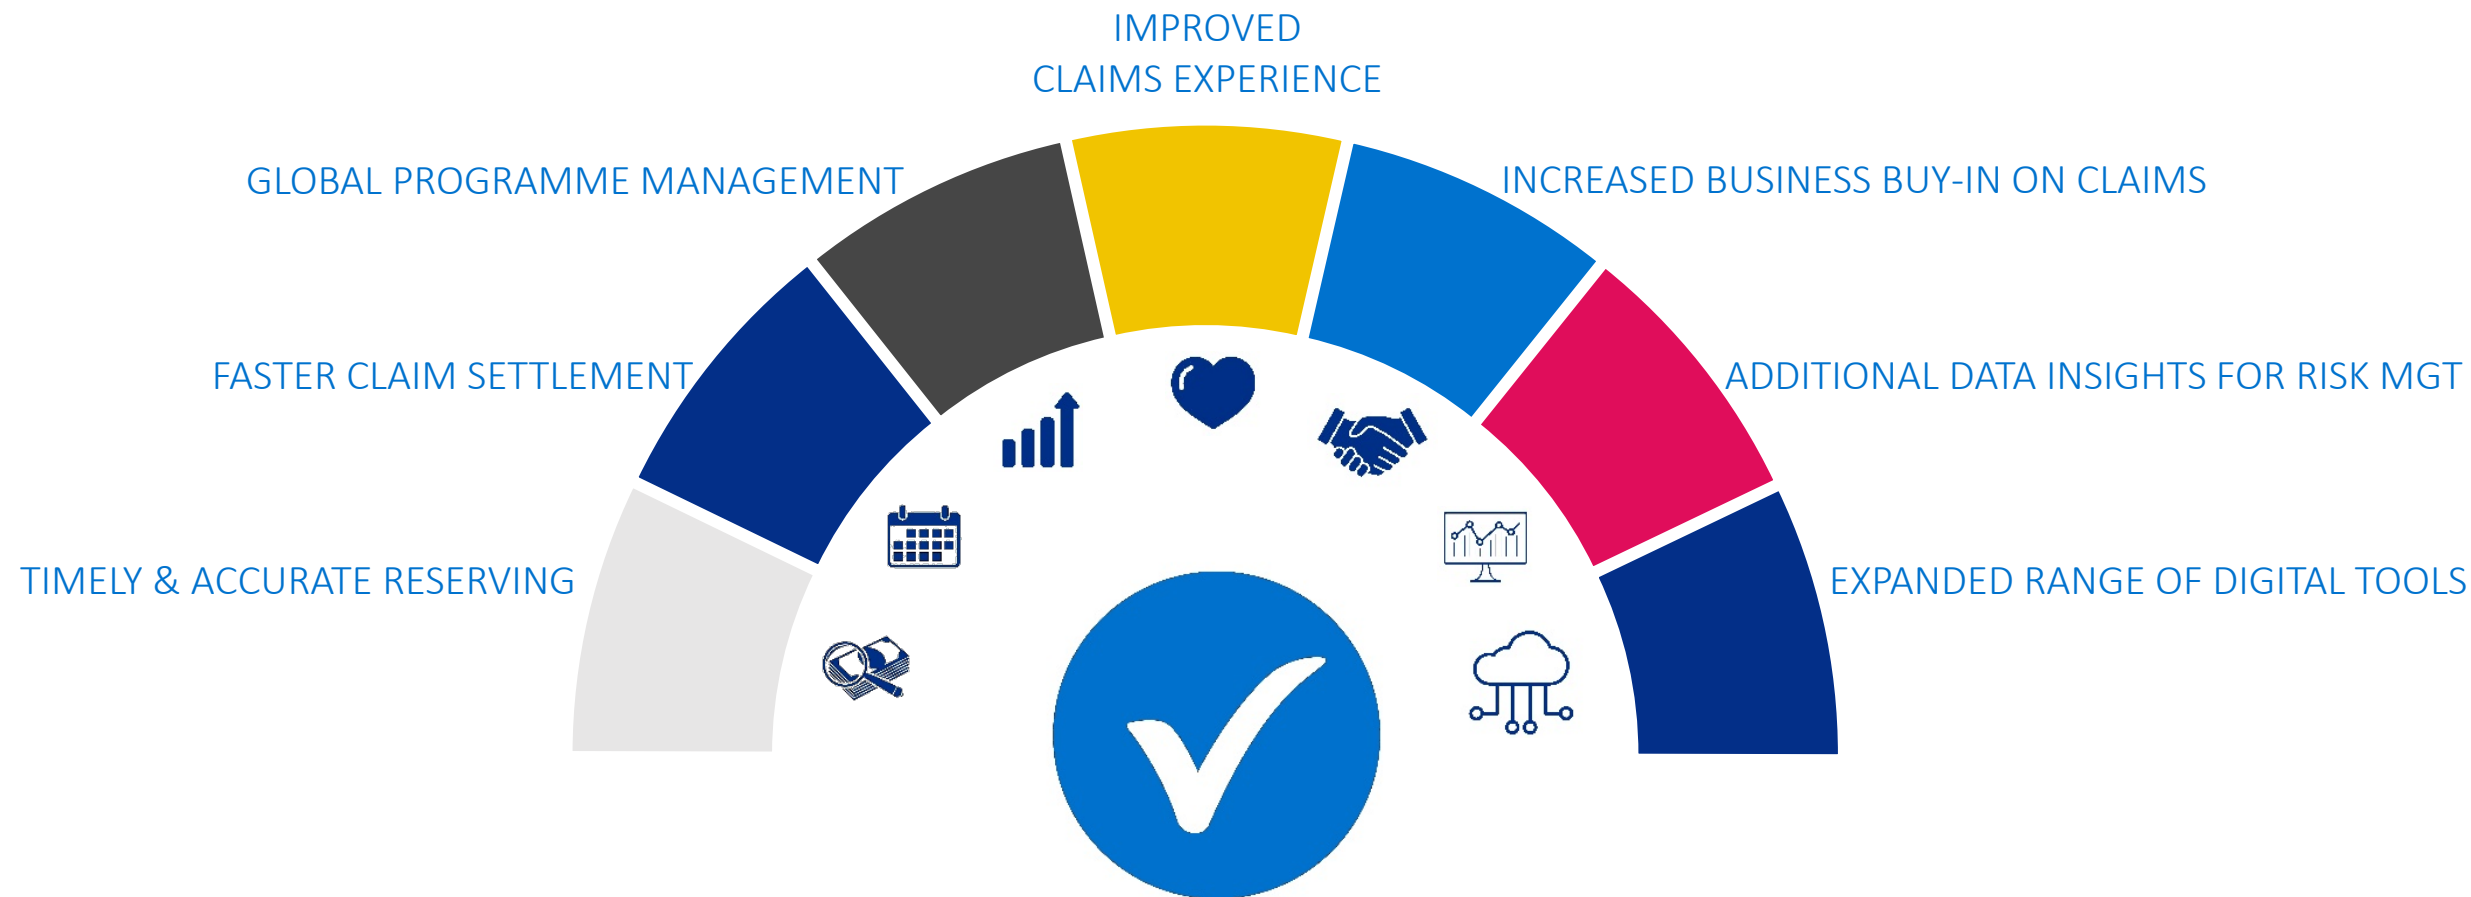 IMPROVED
CLAIMS EXPERIENCE
GLOBAL PROGRAMME MANAGEMENT
INCREASED BUSINESS BUY-IN ON CLAIMS
FASTER CLAIM SETTLEMENT
ADDITIONAL DATA INSIGHTS FOR RISK MGT
TIMELY & ACCURATE RESERVING
EXPANDED RANGE OF DIGITAL TOOLS